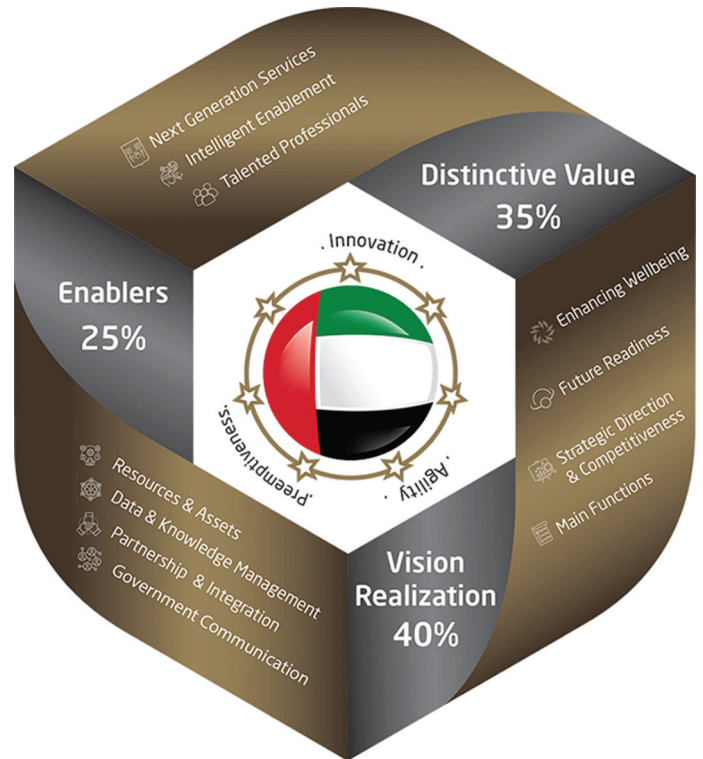 Next Generation Services
Intelligent Enablement
Talented Professionals
Distinctive Value
35%
Enhancing Wellbeing
Future Readiness
Strategic Direction
& Competitiveness
Main Functions
. Innovation .
. Agility .
.Preemptiveness.
Enablers
25%
Resources & Assets
Data & Knowledge Management
Partnership & Integration
Government Communication
Vision
Realization
40%